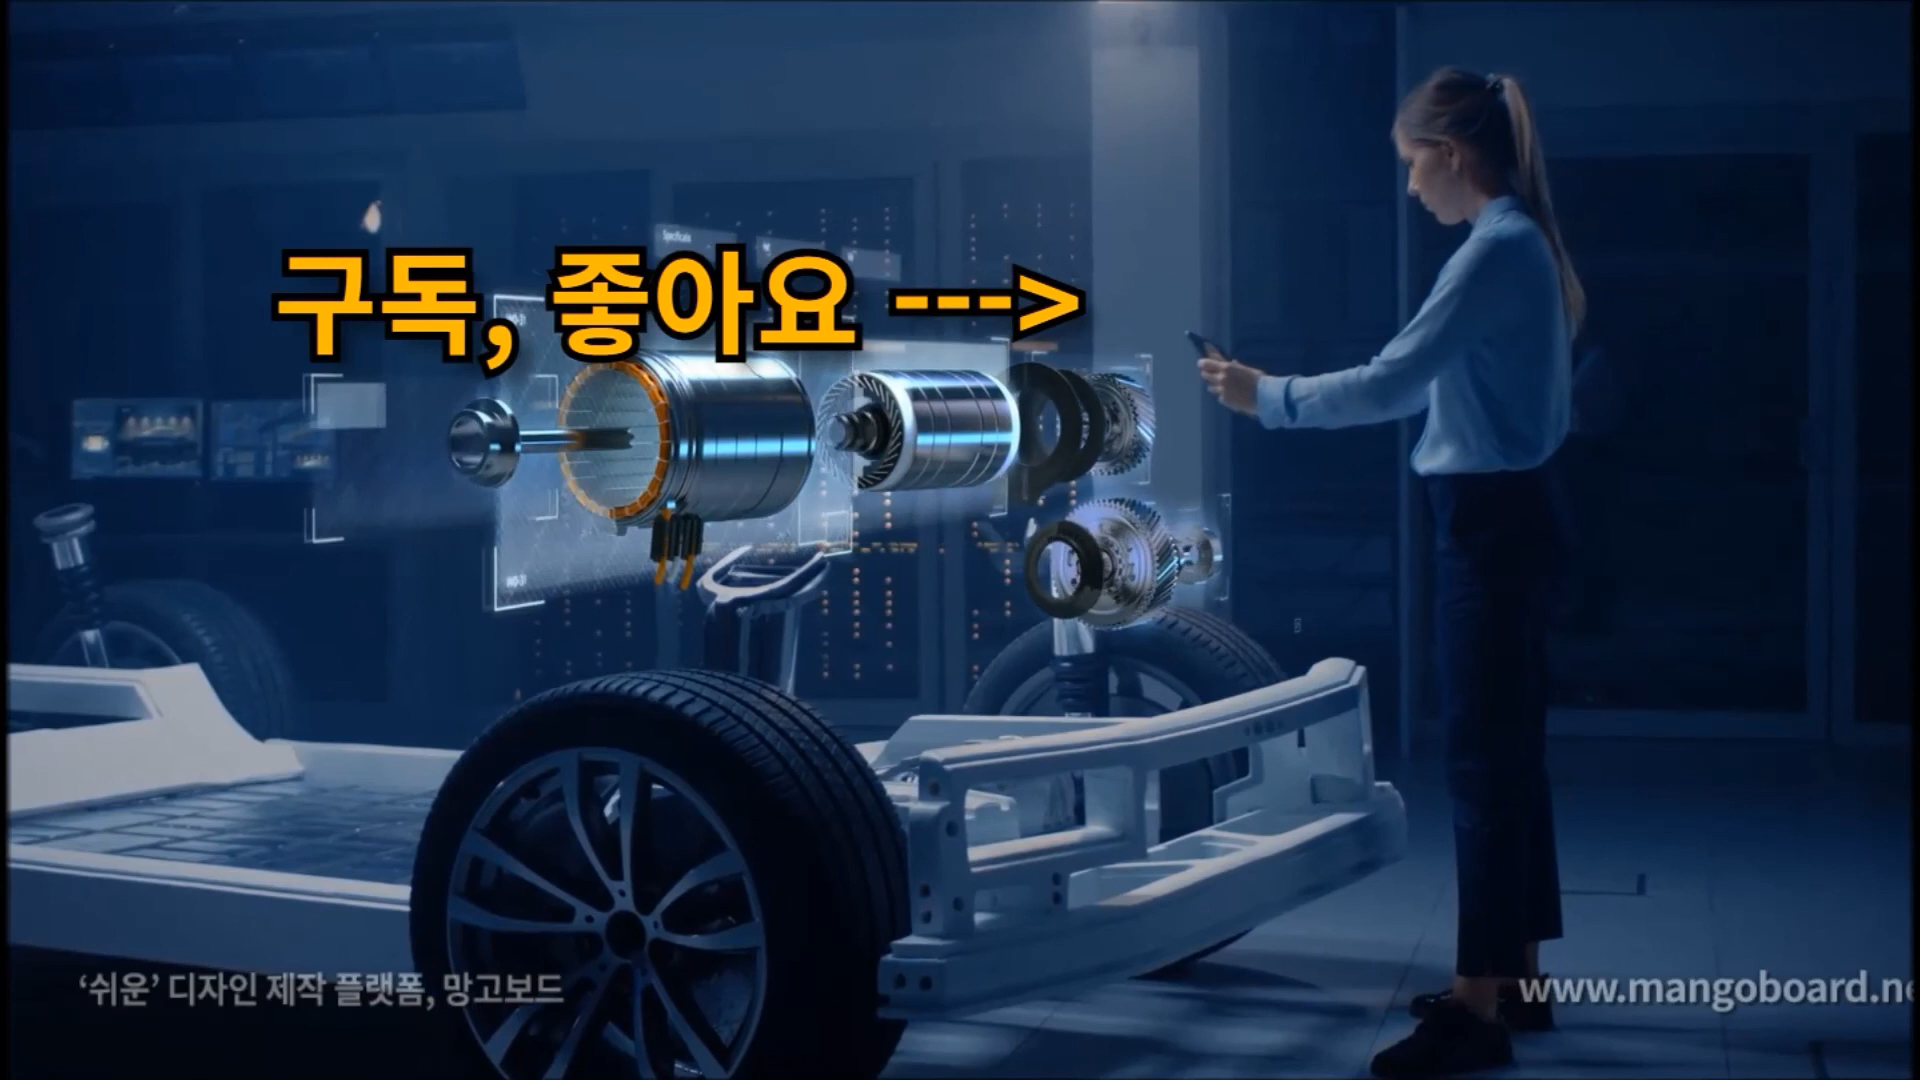 Specificate
구독, 좋아요 --->
‘쉬운’ 디자인 제작 플랫폼, 망고보드
www.mangoboard.ne